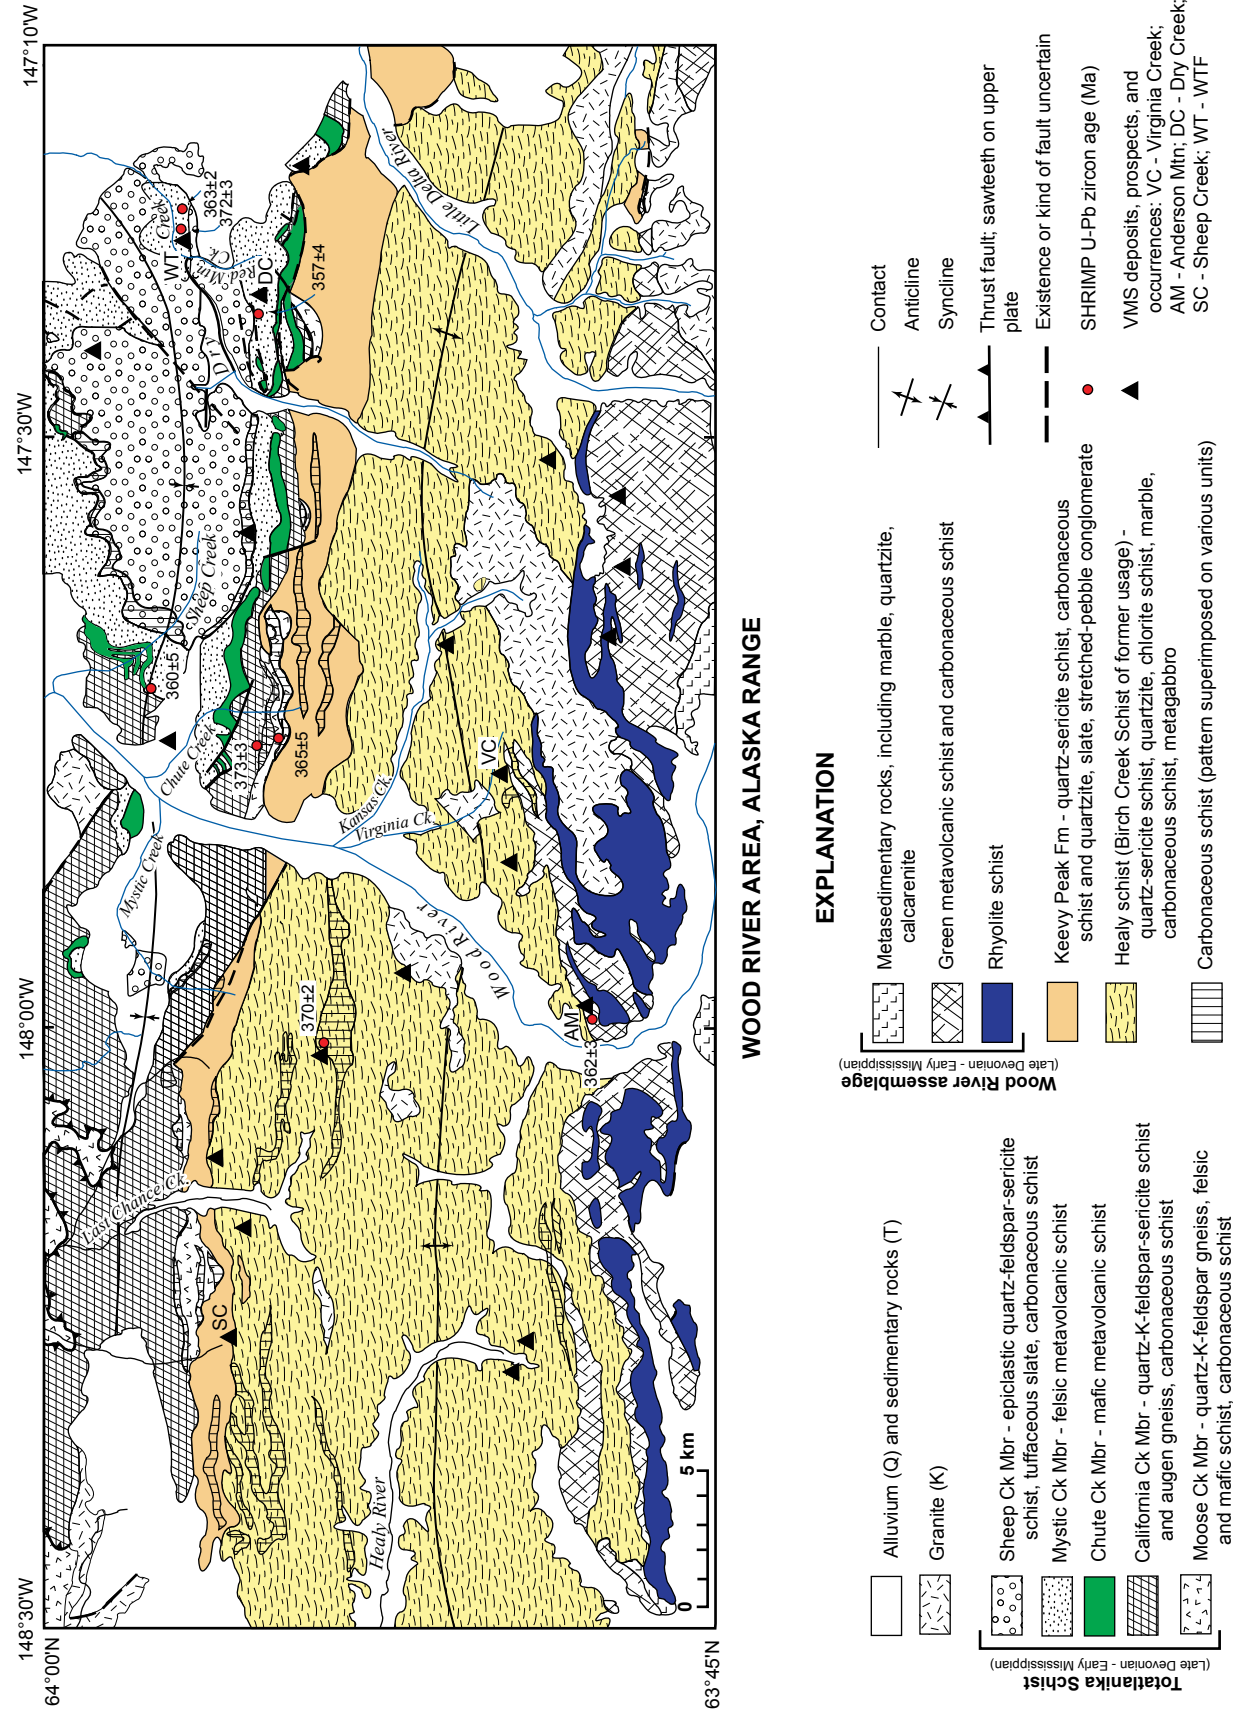 148°30'W
148°00'W
147°30'W
147°10'W
64°00'N
63°45'N
Last Chance Ck.
Mystic Creek
Chute Creek
Sheep Creek
Dry
Creek
Red Mtn. Ck.
Little Delta River
Kansas Ck.
Virginia Ck.
Wood River
Healy River
WT
DC
SC
VC
AM
363±2
372±3
357±4
360±5
373±3
365±5
370±2
362±3
0
5 km
WOOD RIVER AREA, ALASKA RANGE
EXPLANATION
Alluvium (Q) and sedimentary rocks (T)
Granite (K)
Totatlanika Schist
(Late Devonian - Early Mississippian)
Sheep Ck Mbr - epiclastic quartz-feldspar-sericite
schist, tuffaceous slate, carbonaceous schist
Mystic Ck Mbr - felsic metavolcanic schist
Chute Ck Mbr - mafic metavolcanic schist
California Ck Mbr - quartz-K-feldspar-sericite schist
and augen gneiss, carbonaceous schist
Moose Ck Mbr - quartz-K-feldspar gneiss, felsic
and mafic schist, carbonaceous schist
Wood River assemblage
(Late Devonian - Early Mississippian)
Metasedimentary rocks, including marble, quartzite,
calcarenite
Green metavolcanic schist and carbonaceous schist
Rhyolite schist
Keevy Peak Fm - quartz-sericite schist, carbonaceous
schist and quartzite, slate, stretched-pebble conglomerate
Healy schist (Birch Creek Schist of former usage) -
quartz-sericite schist, quartzite, chlorite schist, marble,
carbonaceous schist, metagabbro
Carbonaceous schist (pattern superimposed on various units)
Contact
Anticline
Syncline
Thrust fault; sawteeth on upper
plate
Existence or kind of fault uncertain
SHRIMP U-Pb zircon age (Ma)
VMS deposits, prospects, and
occurrences: VC - Virginia Creek;
AM - Anderson Mtn; DC - Dry Creek;
SC - Sheep Creek; WT - WTF